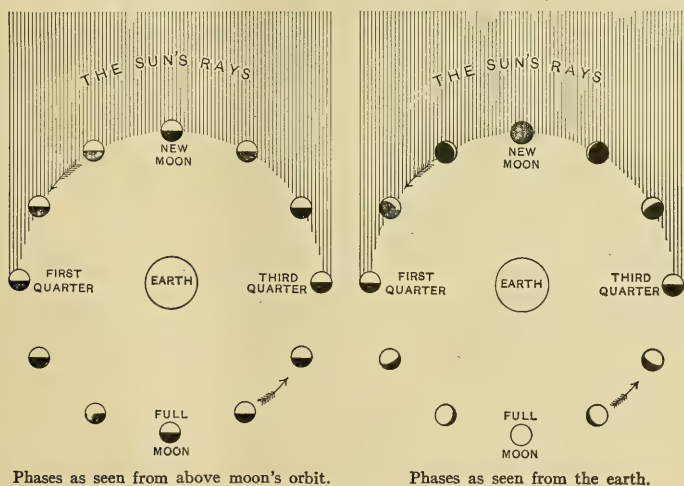 THE SUN'S RAYS
NEW
MOON
FIRST
QUARTER
EARTH
THIRD
QUARTER
FULL
MOON
Phases as seen from above moon's orbit.
THE SUN'S RAYS
NEW
MOON
FIRST
QUARTER
EARTH
THIRD
QUARTER
FULL
MOON
Phases as seen from the earth.